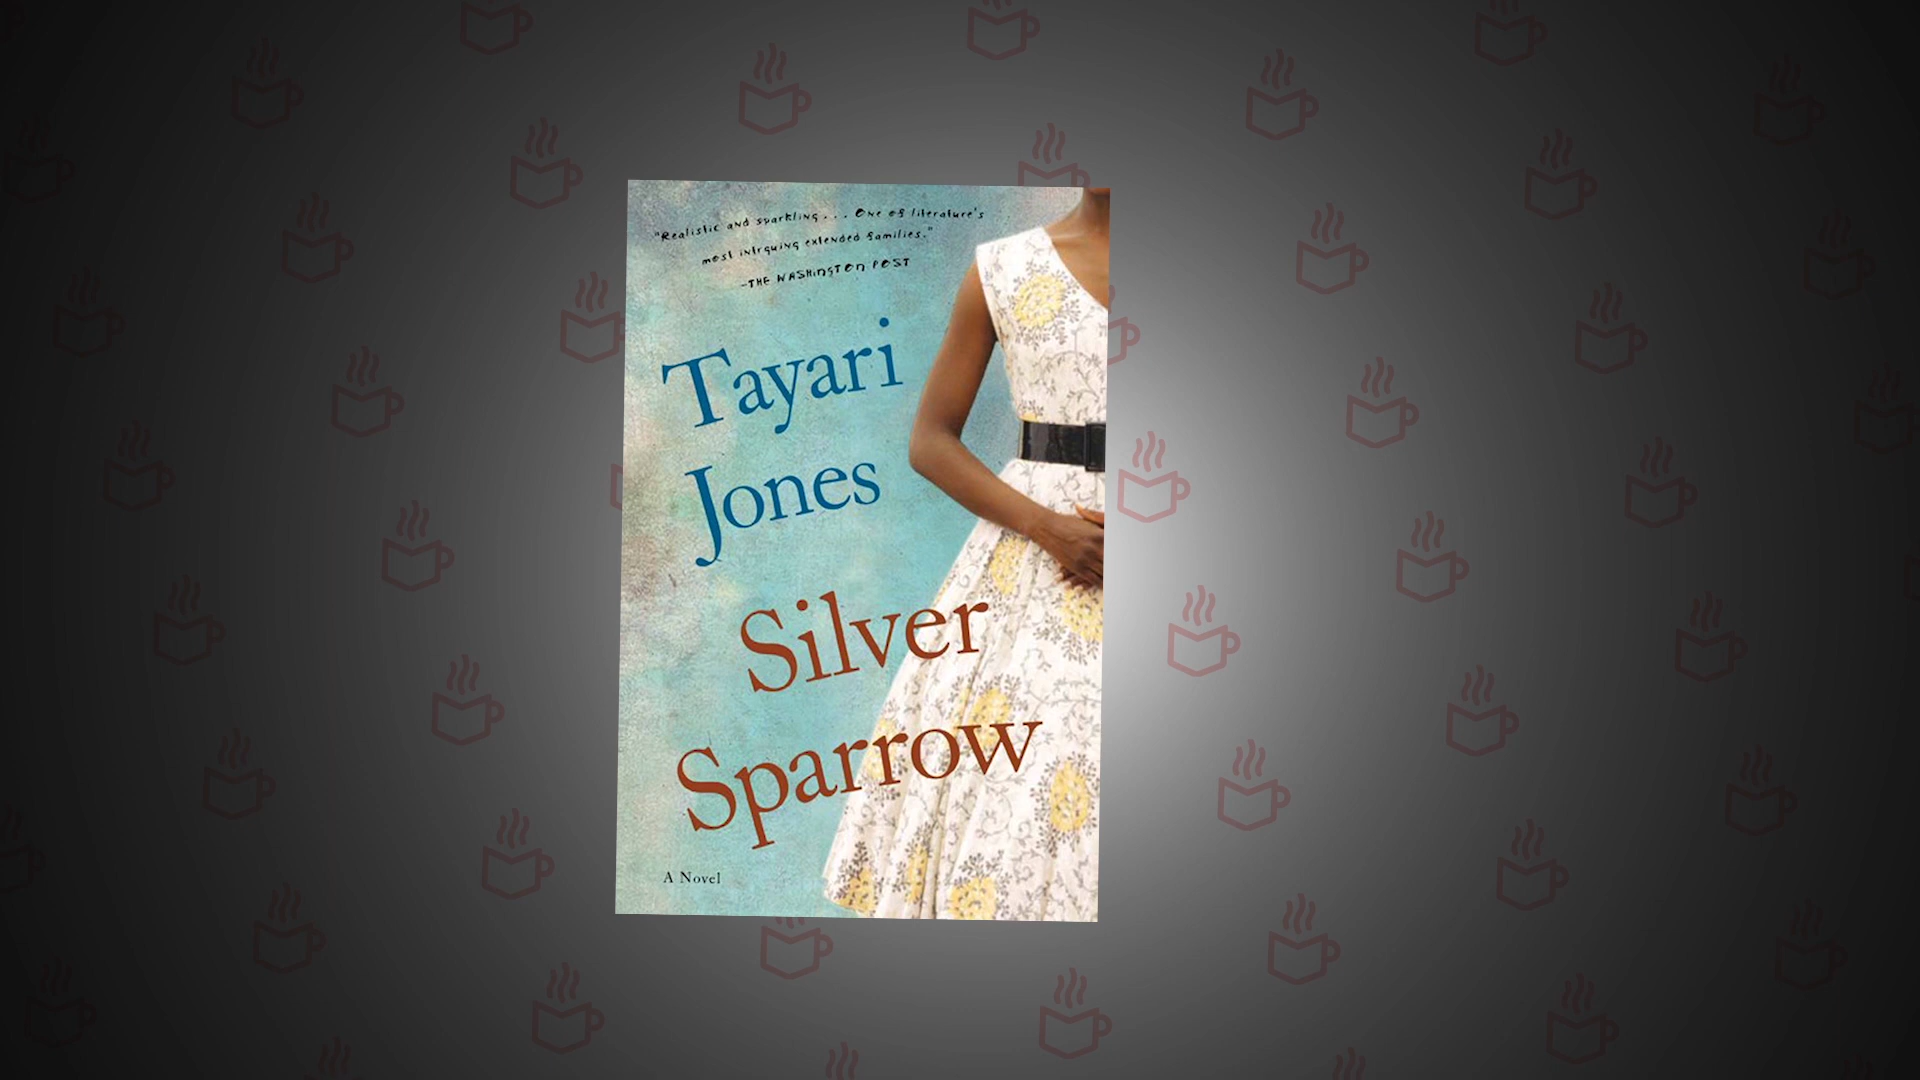 "Realistic and sparkling . . . One of literature's
most intriguing extended families."
-THE WASHINGTON POST
Tayari
Jones
Silver
Sparrow
A Novel